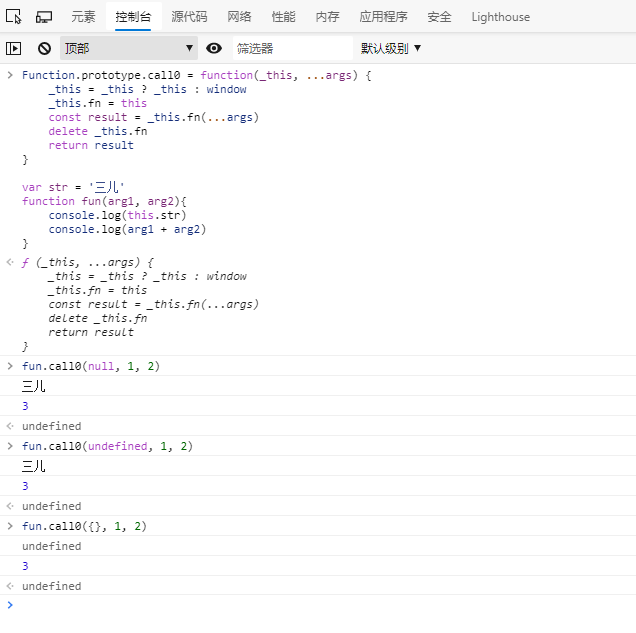 元素 控制台 源代码 网络 性能 内存 应用程序 安全 Lighthouse
顶部 筛选器 默认级别
Function.prototype.call0 = function(_this, ...args) {
    _this = _this ? _this : window
    _this.fn = this
    const result = _this.fn(...args)
    delete _this.fn
    return result
}
var str = '三儿'
function fun(arg1, arg2){
    console.log(this.str)
    console.log(arg1 + arg2)
}
ƒ (_this, ...args) {
    _this = _this ? _this : window
    _this.fn = this
    const result = _this.fn(...args)
    delete _this.fn
    return result
}
fun.call0(null, 1, 2)
三儿
3
undefined
fun.call0(undefined, 1, 2)
三儿
3
undefined
fun.call0({}, 1, 2)
undefined
3
undefined